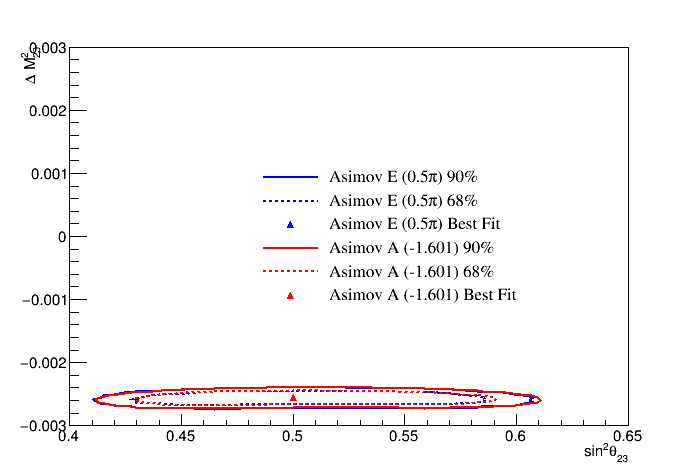 Δ M²₂₃
0.003
0.002
0.001
0
−0.001
−0.002
−0.003
Asimov E (0.5π) 90%
Asimov E (0.5π) 68%
Asimov E (0.5π) Best Fit
Asimov A (-1.601) 90%
Asimov A (-1.601) 68%
Asimov A (-1.601) Best Fit
0.4 0.45 0.5 0.55 0.6 0.65
sin²θ₂₃